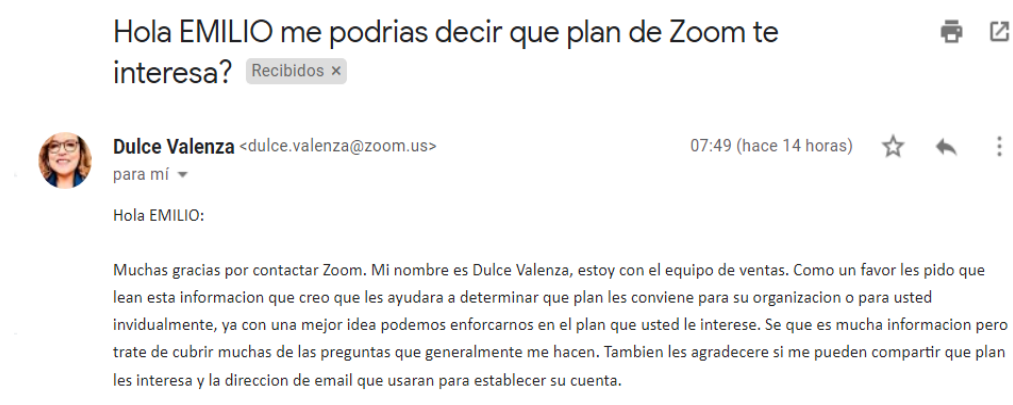 Hola EMILIO me podrias decir que plan de Zoom te
interesa? Recibidos ×
Dulce Valenza <dulce.valenza@zoom.us> 07:49 (hace 14 horas)
para mí
Hola EMILIO:
Muchas gracias por contactar Zoom. Mi nombre es Dulce Valenza, estoy con el equipo de ventas. Como un favor les pido que
lean esta informacion que creo que les ayudara a determinar que plan les conviene para su organizacion o para usted
invidualmente, ya con una mejor idea podemos enforcarnos en el plan que usted le interese. Se que es mucha informacion pero
trate de cubrir muchas de las preguntas que generalmente me hacen. Tambien les agradecere si me pueden compartir que plan
les interesa y la direccion de email que usaran para establecer su cuenta.